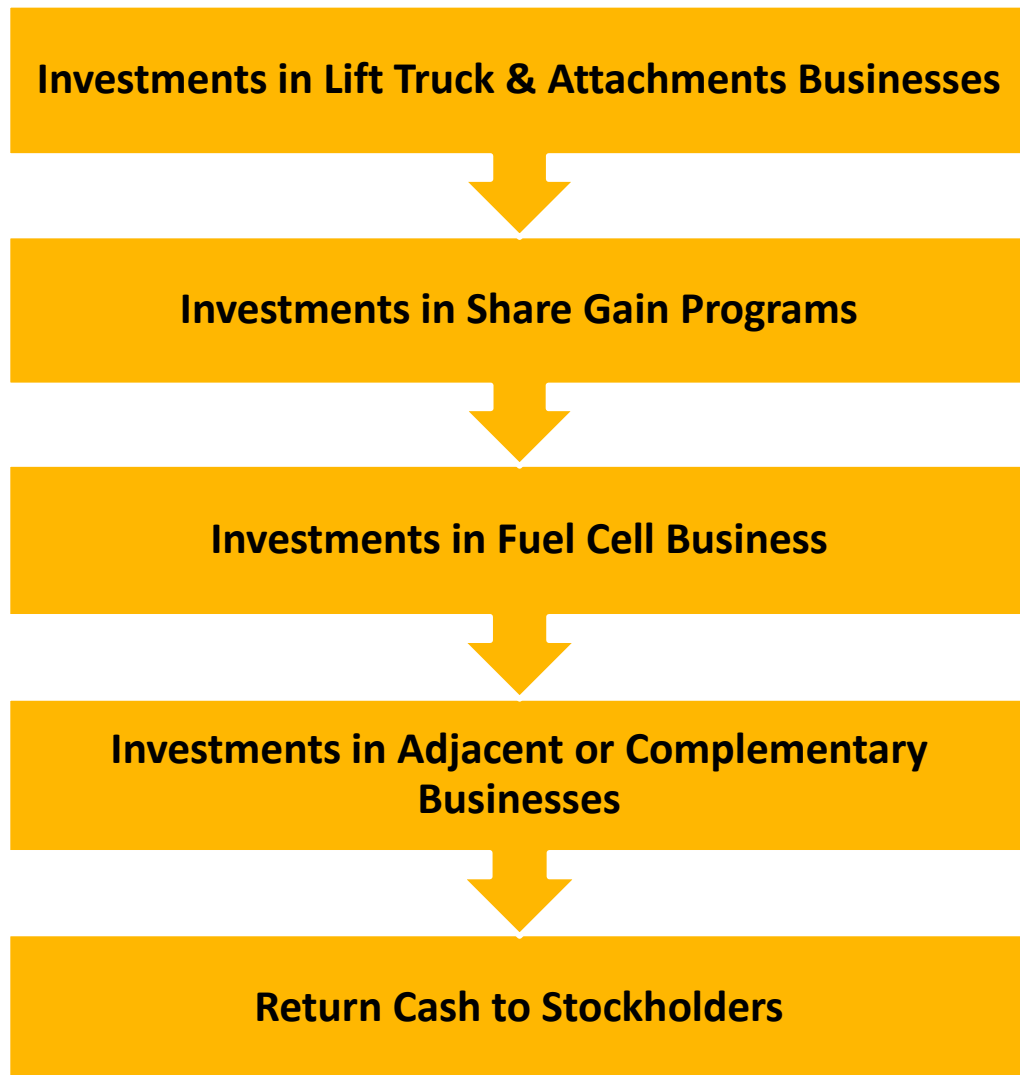 Investments in Lift Truck & Attachments Businesses
Investments in Share Gain Programs
Investments in Fuel Cell Business
Investments in Adjacent or Complementary
Businesses
Return Cash to Stockholders